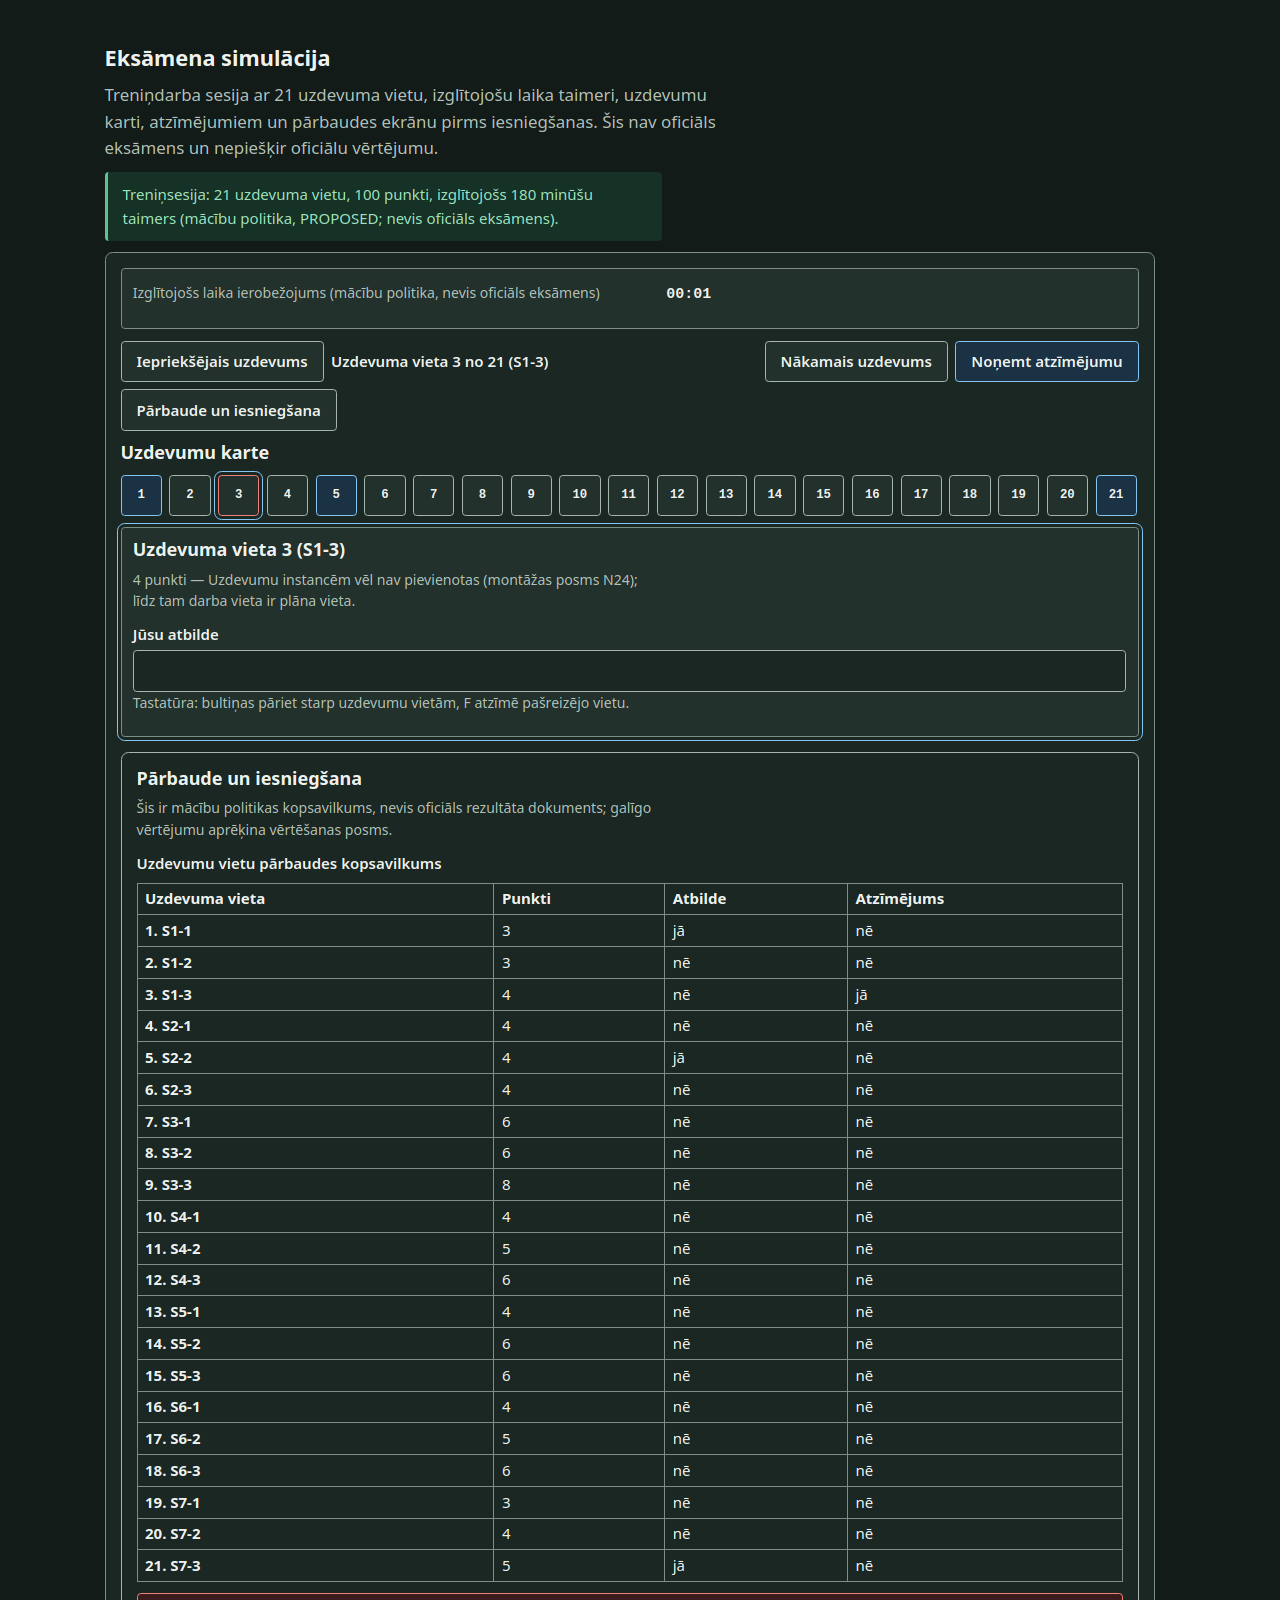 Eksāmena simulācija
Treniņdarba sesija ar 21 uzdevuma vietu, izglītojošu laika taimeri, uzdevumu
karti, atzīmējumiem un pārbaudes ekrānu pirms iesniegšanas. Šis nav oficiāls
eksāmens un nepiešķir oficiālu vērtējumu.
Treniņsesija: 21 uzdevuma vietu, 100 punkti, izglītojošs 180 minūšu
taimers (mācību politika, PROPOSED; nevis oficiāls eksāmens).
Izglītojošs laika ierobežojums (mācību politika, nevis oficiāls eksāmens) 00:01
Iepriekšējais uzdevums Uzdevuma vieta 3 no 21 (S1-3) Nākamais uzdevums Noņemt atzīmējumu
Pārbaude un iesniegšana
Uzdevumu karte
1 2 3 4 5 6 7 8 9 10 11 12 13 14 15 16 17 18 19 20 21
Uzdevuma vieta 3 (S1-3)
4 punkti — Uzdevumu instancēm vēl nav pievienotas (montāžas posms N24);
līdz tam darba vieta ir plāna vieta.
Jūsu atbilde
Tastatūra: bultiņas pāriet starp uzdevumu vietām, F atzīmē pašreizējo vietu.
Pārbaude un iesniegšana
Šis ir mācību politikas kopsavilkums, nevis oficiāls rezultāta dokuments; galīgo
vērtējumu aprēķina vērtēšanas posms.
Uzdevumu vietu pārbaudes kopsavilkums
Uzdevuma vieta Punkti Atbilde Atzīmējums
1. S1-1 3 jā nē
2. S1-2 3 nē nē
3. S1-3 4 nē jā
4. S2-1 4 nē nē
5. S2-2 4 jā nē
6. S2-3 4 nē nē
7. S3-1 6 nē nē
8. S3-2 6 nē nē
9. S3-3 8 nē nē
10. S4-1 4 nē nē
11. S4-2 5 nē nē
12. S4-3 6 nē nē
13. S5-1 4 nē nē
14. S5-2 6 nē nē
15. S5-3 6 nē nē
16. S6-1 4 nē nē
17. S6-2 5 nē nē
18. S6-3 6 nē nē
19. S7-1 3 nē nē
20. S7-2 4 nē nē
21. S7-3 5 jā nē